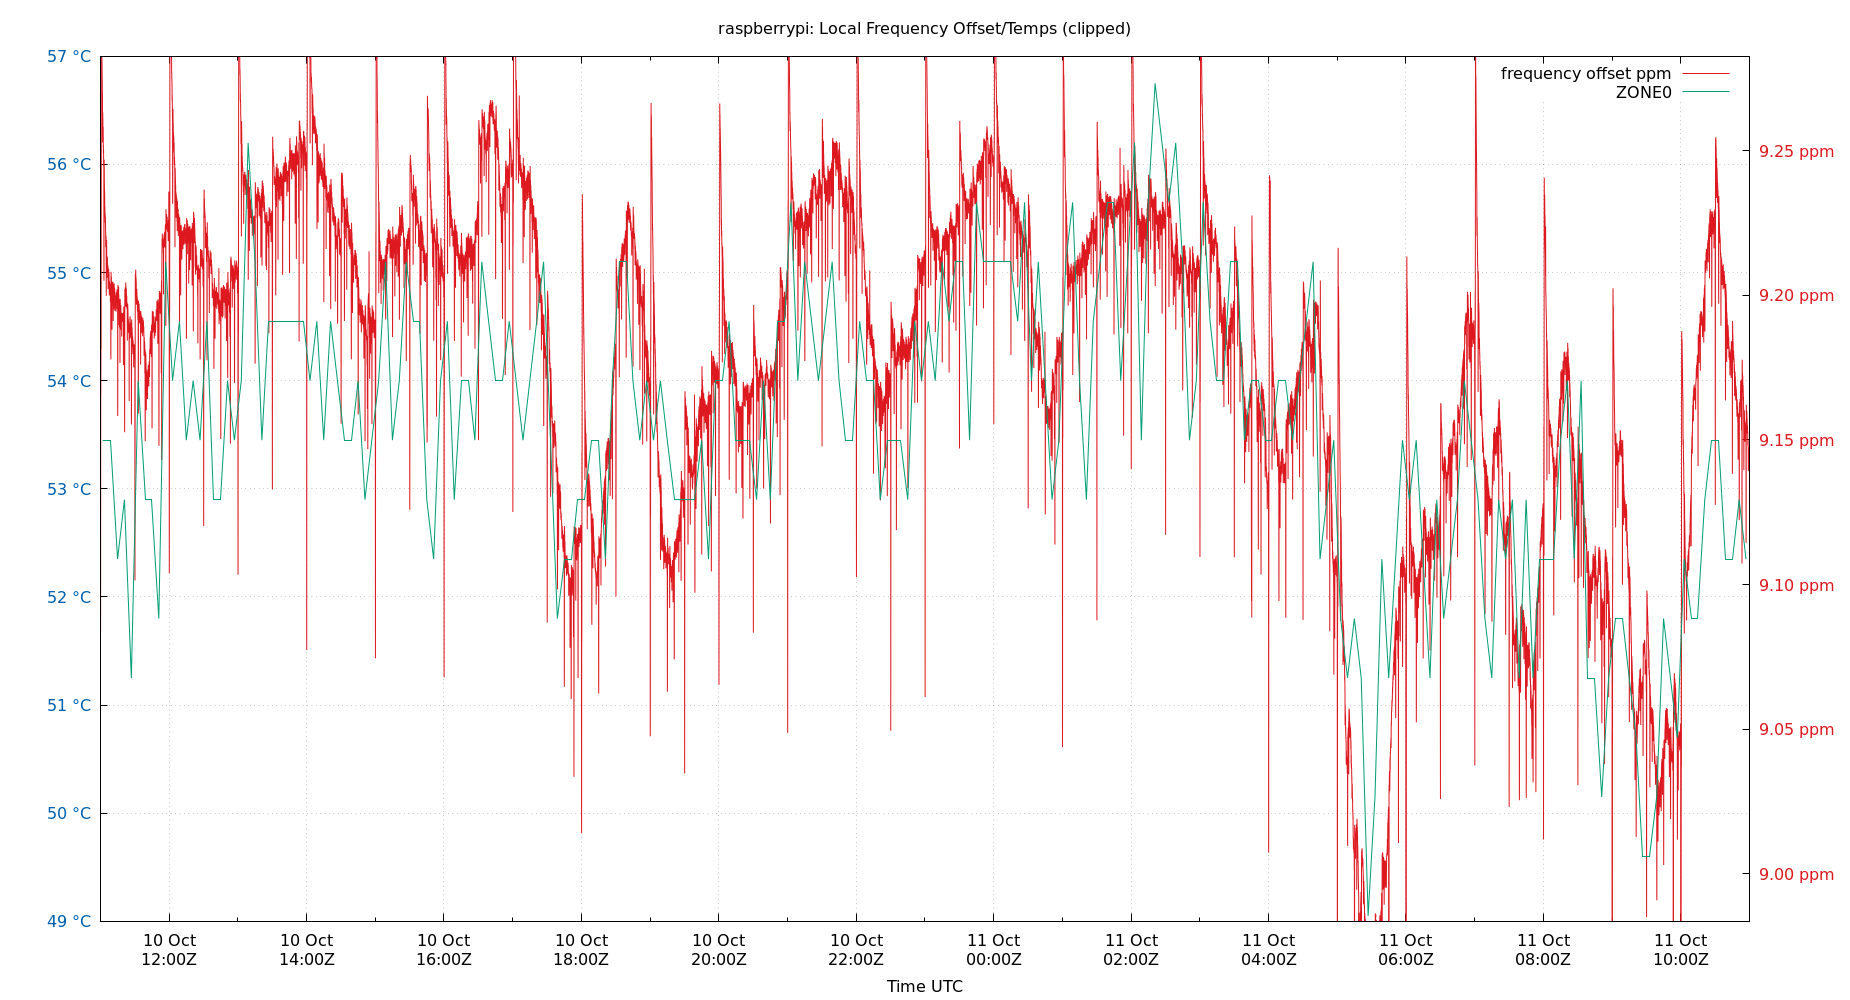 raspberrypi: Local Frequency Offset/Temps (clipped)
57 °C
56 °C
55 °C
54 °C
53 °C
52 °C
51 °C
50 °C
49 °C
frequency offset ppm
ZONE0
9.25 ppm
9.20 ppm
9.15 ppm
9.10 ppm
9.05 ppm
9.00 ppm
10 Oct
12:00Z
10 Oct
14:00Z
10 Oct
16:00Z
10 Oct
18:00Z
10 Oct
20:00Z
10 Oct
22:00Z
11 Oct
00:00Z
11 Oct
02:00Z
11 Oct
04:00Z
11 Oct
06:00Z
11 Oct
08:00Z
11 Oct
10:00Z
Time UTC